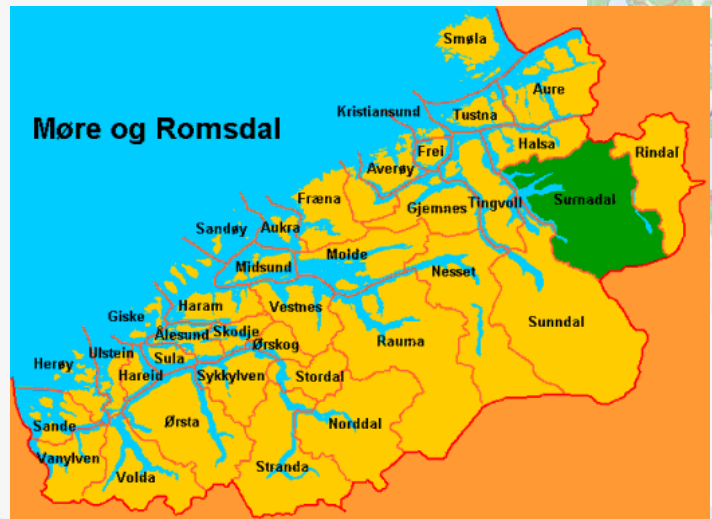 Smøla
Aure
Kristiansund
Tustna
Møre og Romsdal
Halsa
Frei
Rindal
Averøy
Surnadal
Fræna
Gjemnes
Tingvoll
Sandøy
Aukra
Molde
Midsund
Nesset
Haram
Vestnes
Giske
Sunndal
Ålesund
Skodje
Rauma
Ørskog
Ulstein
Sula
Herøy
Hareid
Sykkylven
Stordal
Ørsta
Norddal
Sande
Vanylven
Stranda
Volda